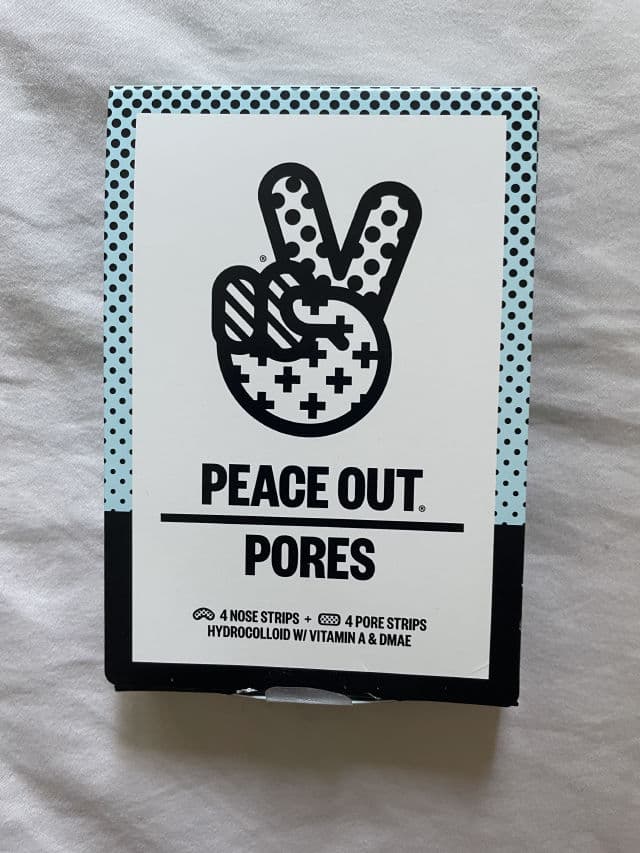 ®
PEACE OUT®
PORES
4 NOSE STRIPS + 4 PORE STRIPS
HYDROCOLLOID W/ VITAMIN A & DMAE